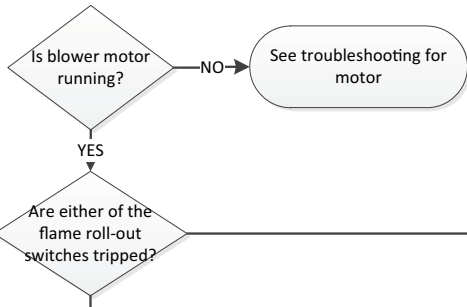 Is blower motor
running?
NO
See troubleshooting for
motor
YES
Are either of the
flame roll-out
switches tripped?